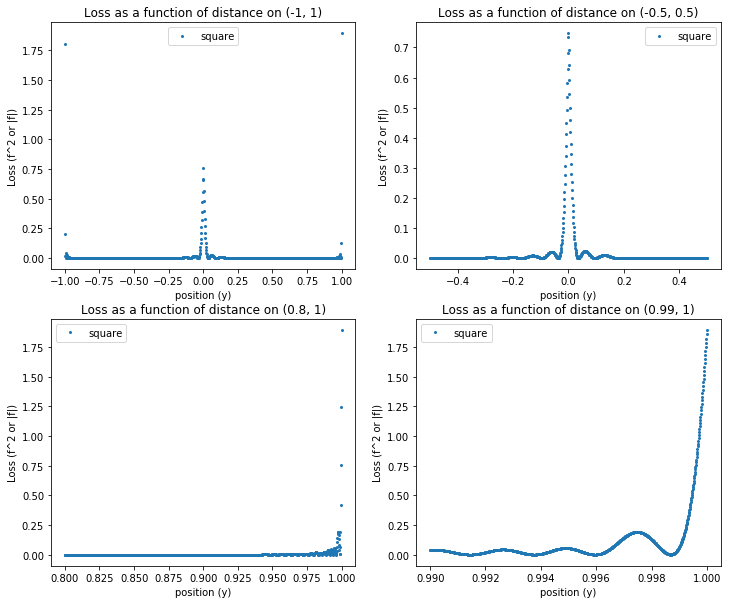 Loss as a function of distance on (-1, 1)
square
Loss (f^2 or |f|)
1.75
1.50
1.25
1.00
0.75
0.50
0.25
0.00
−1.00 −0.75 −0.50 −0.25 0.00 0.25 0.50 0.75 1.00
position (y)
Loss as a function of distance on (-0.5, 0.5)
square
Loss (f^2 or |f|)
0.7
0.6
0.5
0.4
0.3
0.2
0.1
0.0
−0.4 −0.2 0.0 0.2 0.4
position (y)
Loss as a function of distance on (0.8, 1)
square
Loss (f^2 or |f|)
1.75
1.50
1.25
1.00
0.75
0.50
0.25
0.00
0.800 0.825 0.850 0.875 0.900 0.925 0.950 0.975 1.000
position (y)
Loss as a function of distance on (0.99, 1)
square
Loss (f^2 or |f|)
1.75
1.50
1.25
1.00
0.75
0.50
0.25
0.00
0.990 0.992 0.994 0.996 0.998 1.000
position (y)